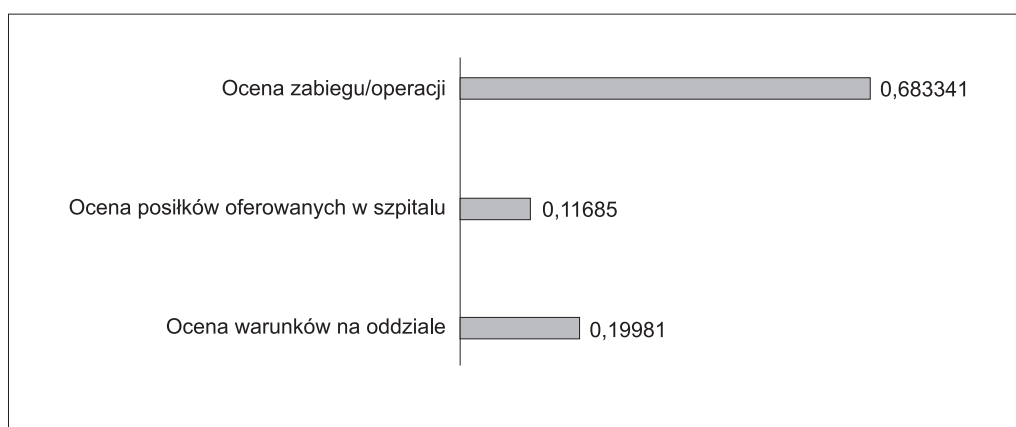 Ocena zabiegu/operacji 0,683341
Ocena posiłków oferowanych w szpitalu 0,11685
Ocena warunków na oddziale 0,19981